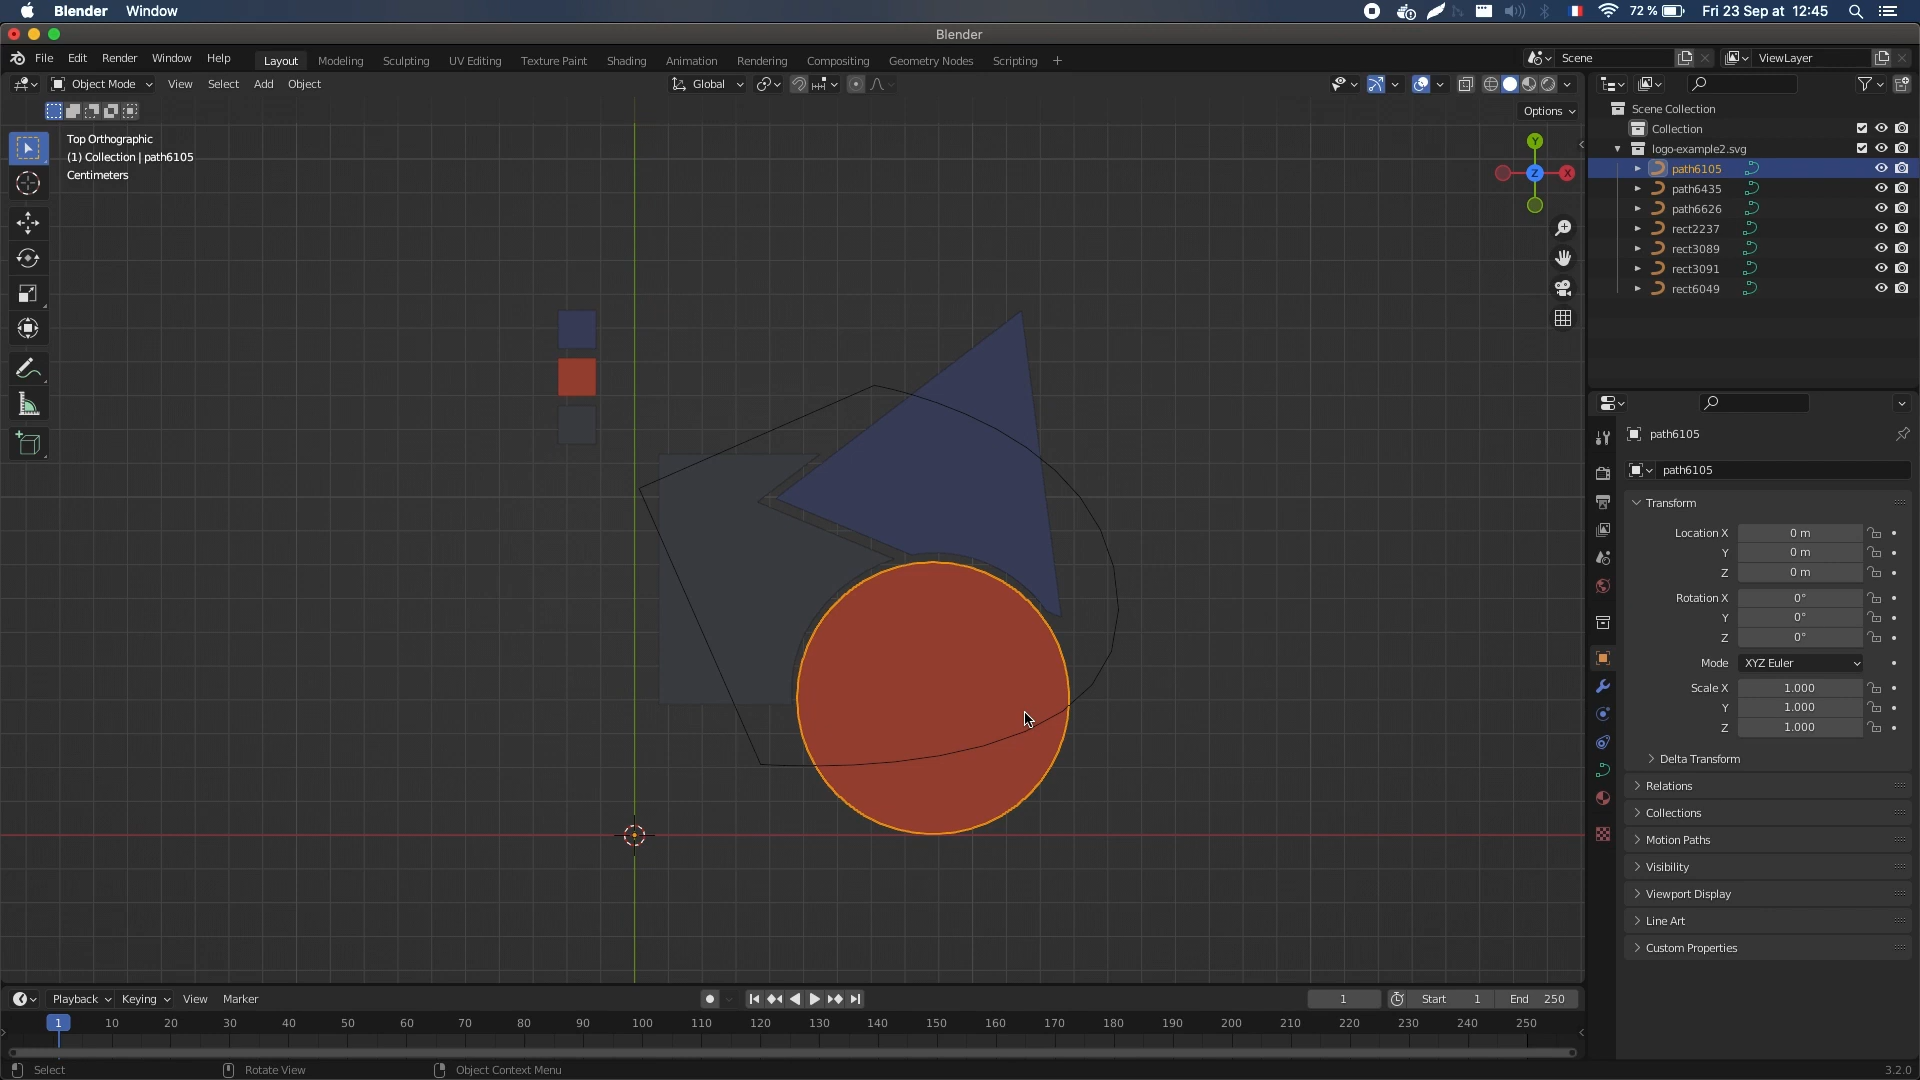 Blender Window 72 % Fri 23 Sep at 12:45
Blender
File Edit Render Window Help Layout Modeling Sculpting UV Editing Texture Paint Shading Animation Rendering Compositing Geometry Nodes Scripting + Scene ViewLayer
Object Mode View Select Add Object Global
Options
Top Orthographic
(1) Collection | path6105
Centimeters
Y
X
Z
Scene Collection
Collection
logo-example2.svg
path6105
path6435
path6626
rect2237
rect3089
rect3091
rect6049
path6105
path6105
Transform
Location X 0 m
Y 0 m
Z 0 m
Rotation X 0°
Y 0°
Z 0°
Mode XYZ Euler
Scale X 1.000
Y 1.000
Z 1.000
Delta Transform
Relations
Collections
Motion Paths
Visibility
Viewport Display
Line Art
Custom Properties
Playback Keying View Marker 1 Start 1 End 250
1 10 20 30 40 50 60 70 80 90 100 110 120 130 140 150 160 170 180 190 200 210 220 230 240 250
Select Rotate View Object Context Menu 3.2.0